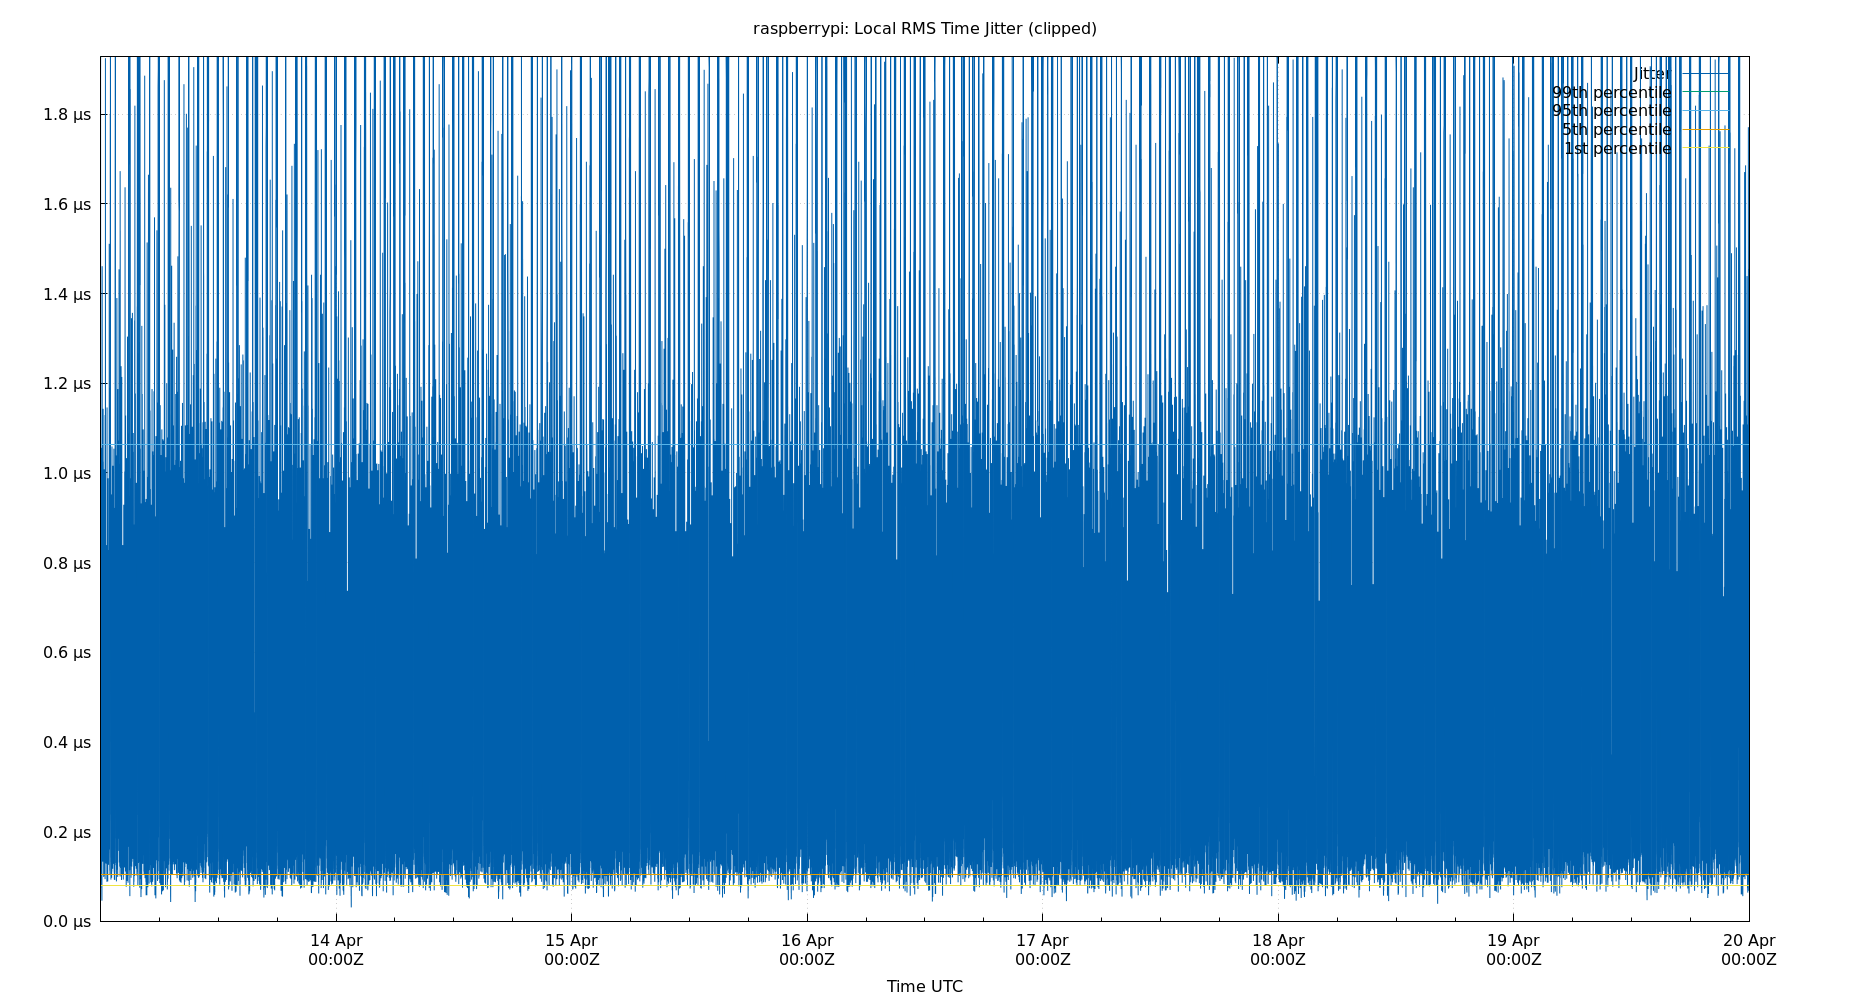 raspberrypi: Local RMS Time Jitter (clipped)
Jitter
99th percentile
95th percentile
5th percentile
1st percentile
1.8 µs
1.6 µs
1.4 µs
1.2 µs
1.0 µs
0.8 µs
0.6 µs
0.4 µs
0.2 µs
0.0 µs
14 Apr 15 Apr 16 Apr 17 Apr 18 Apr 19 Apr 20 Apr
00:00Z 00:00Z 00:00Z 00:00Z 00:00Z 00:00Z 00:00Z
Time UTC